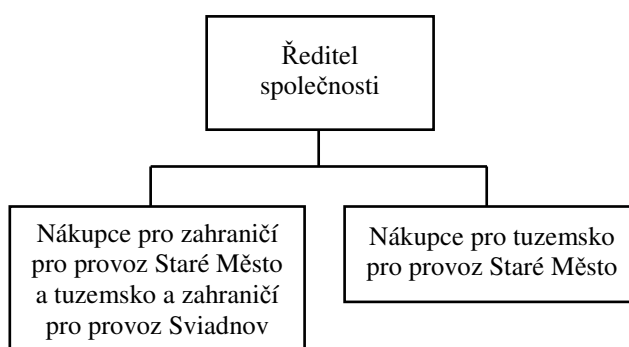 Ředitel
společnosti
Nákupce pro zahraničí
pro provoz Staré Město
a tuzemsko a zahraničí
pro provoz Sviadnov
Nákupce pro tuzemsko
pro provoz Staré Město